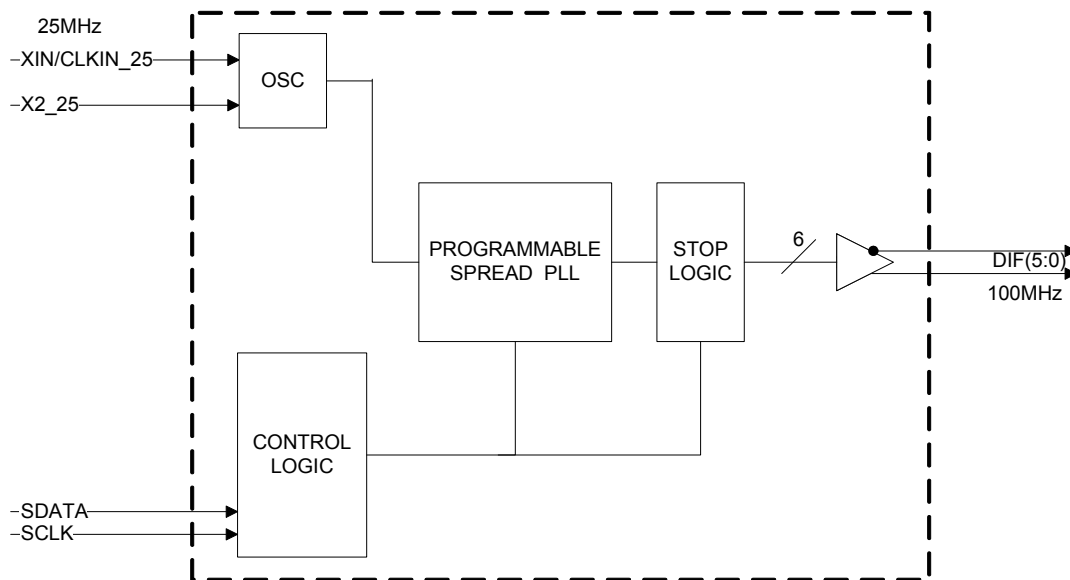 25MHz
XIN/CLKIN_25
X2_25
OSC
PROGRAMMABLE
SPREAD PLL
STOP
LOGIC
6
DIF(5:0)
100MHz
CONTROL
LOGIC
SDATA
SCLK